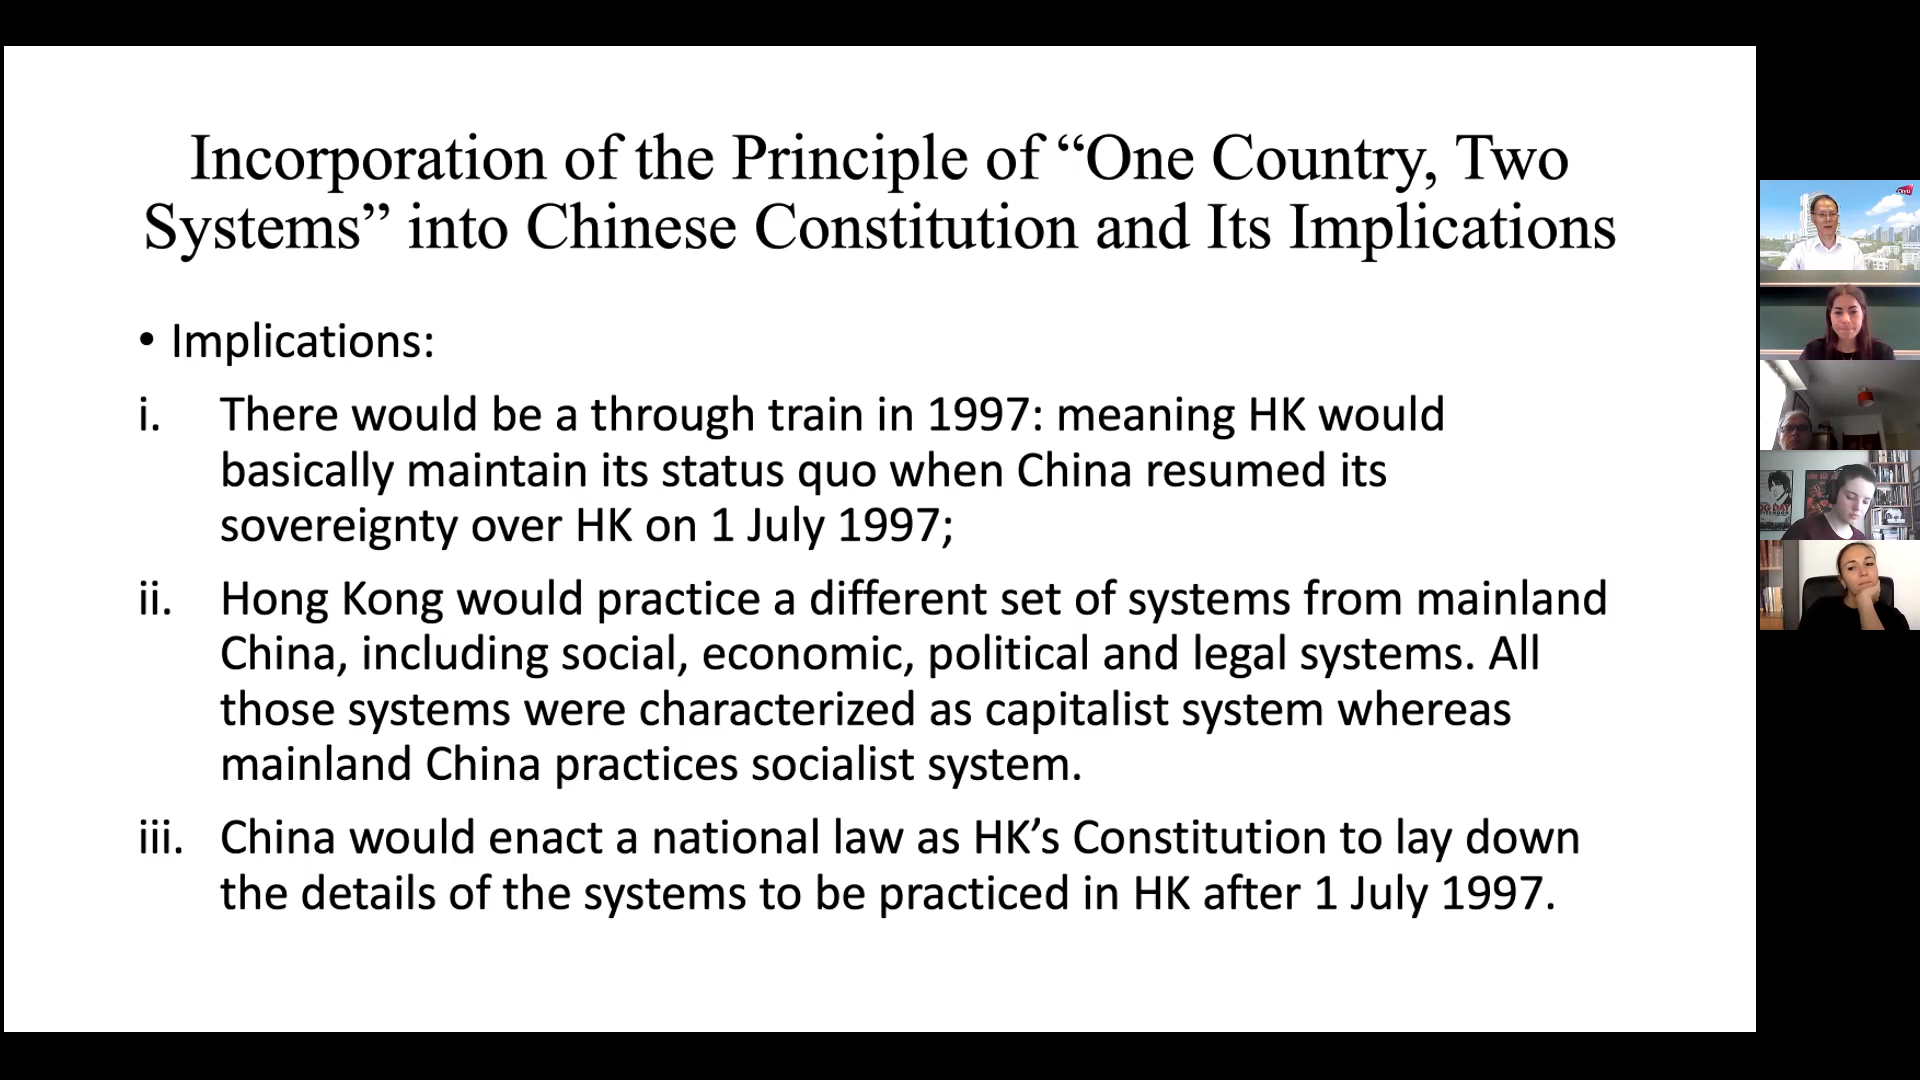 Incorporation of the Principle of “One Country, Two
Systems” into Chinese Constitution and Its Implications
• Implications:
i. There would be a through train in 1997: meaning HK would
basically maintain its status quo when China resumed its
sovereignty over HK on 1 July 1997;
ii. Hong Kong would practice a different set of systems from mainland
China, including social, economic, political and legal systems. All
those systems were characterized as capitalist system whereas
mainland China practices socialist system.
iii. China would enact a national law as HK’s Constitution to lay down
the details of the systems to be practiced in HK after 1 July 1997.
CityU